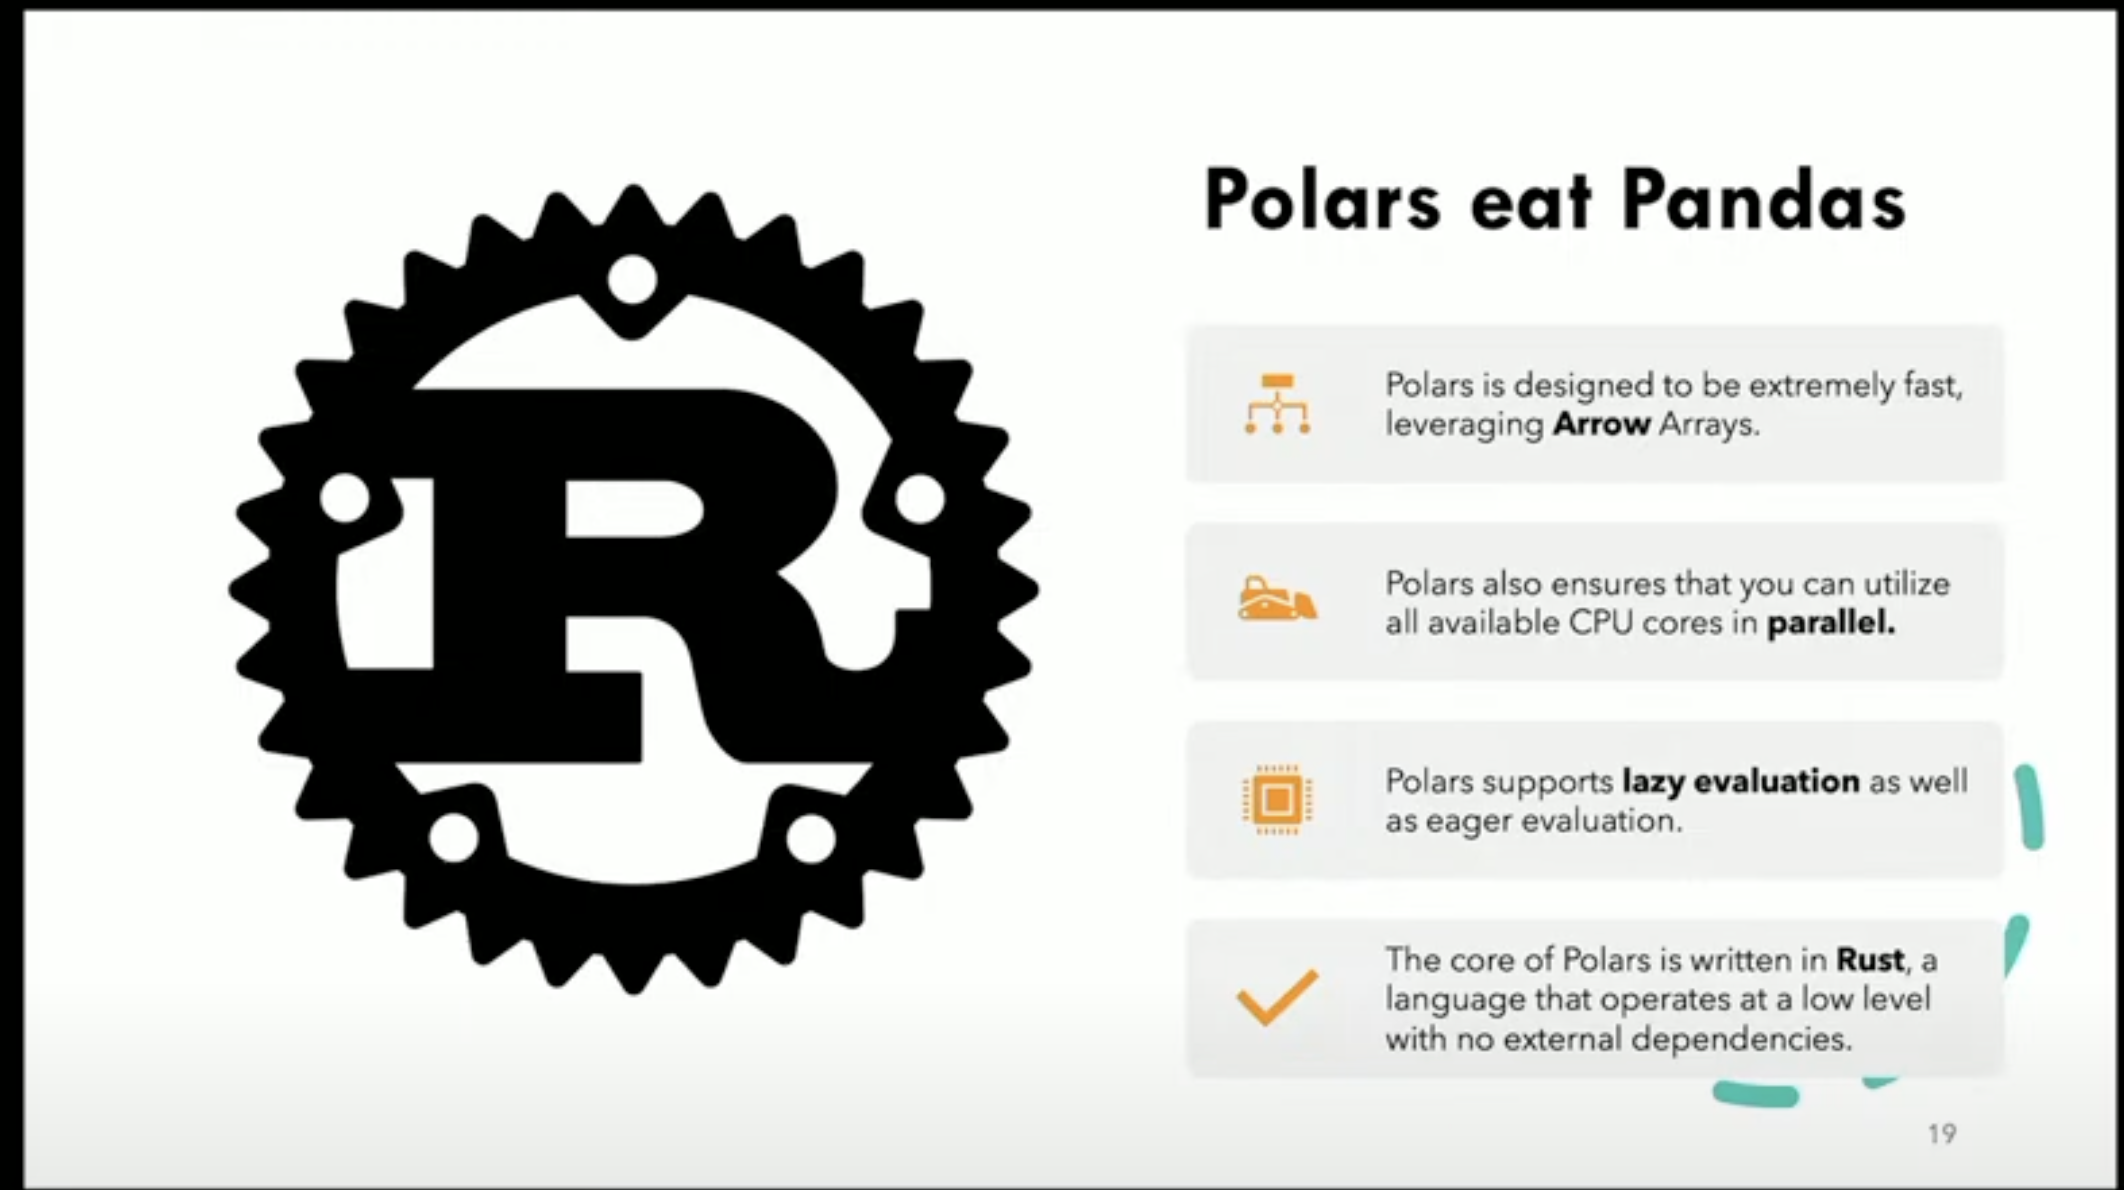 R
Polars eat Pandas
Polars is designed to be extremely fast,
leveraging Arrow Arrays.
Polars also ensures that you can utilize
all available CPU cores in parallel.
Polars supports lazy evaluation as well
as eager evaluation.
The core of Polars is written in Rust, a
language that operates at a low level
with no external dependencies.
19